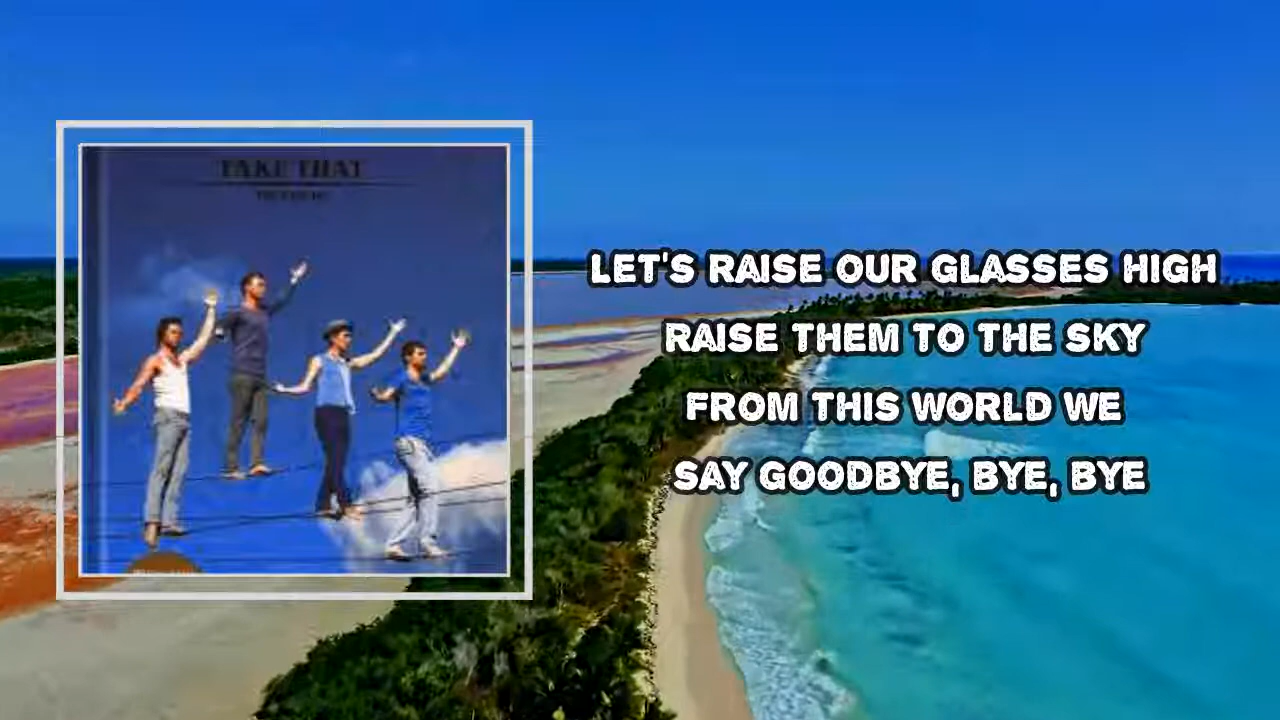 TAKE THAT
LET'S RAISE OUR GLASSES HIGH
RAISE THEM TO THE SKY
FROM THIS WORLD WE
SAY GOODBYE, BYE, BYE